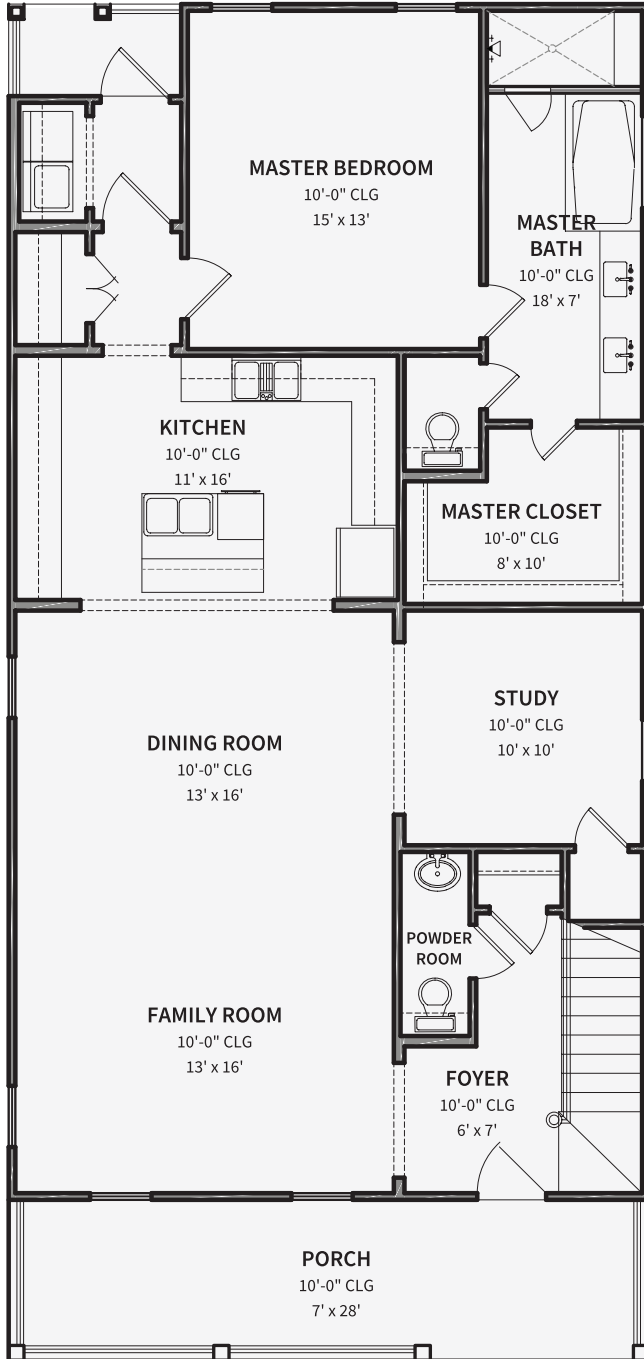 MASTER BEDROOM
10'-0" CLG
15' x 13'
MASTER
BATH
10'-0" CLG
18' x 7'
KITCHEN
10'-0" CLG
11' x 16'
MASTER CLOSET
10'-0" CLG
8' x 10'
STUDY
10'-0" CLG
10' x 10'
DINING ROOM
10'-0" CLG
13' x 16'
POWDER
ROOM
FAMILY ROOM
10'-0" CLG
13' x 16'
FOYER
10'-0" CLG
6' x 7'
PORCH
10'-0" CLG
7' x 28'